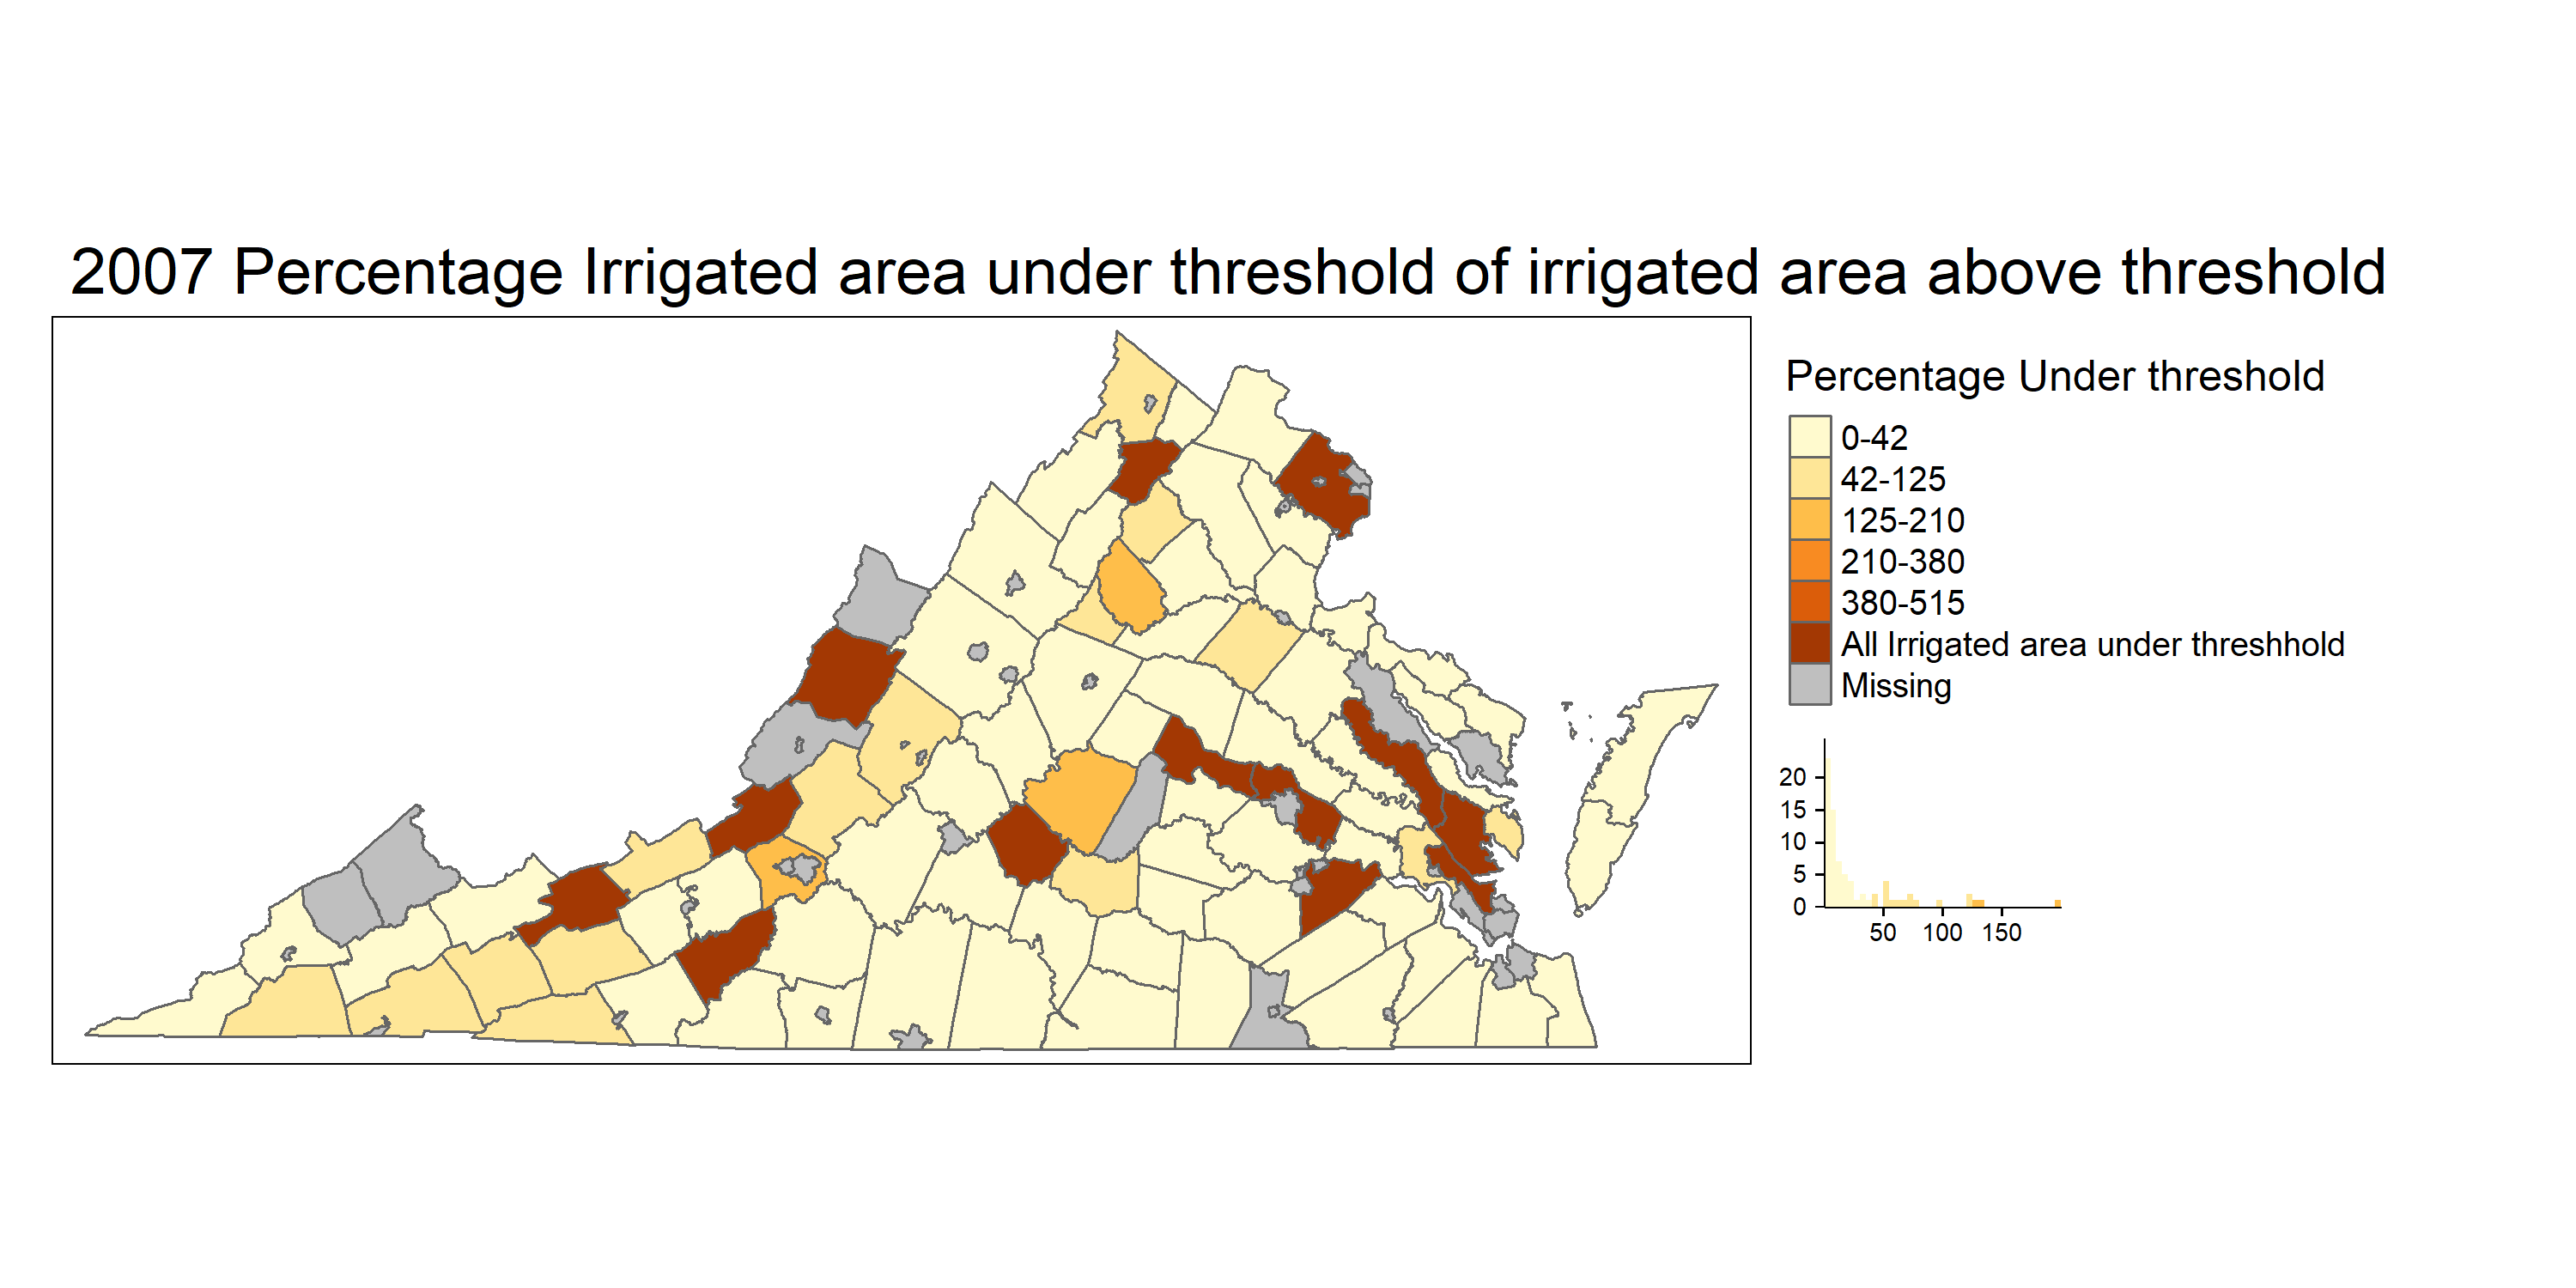 2007 Percentage Irrigated area under threshold of irrigated area above threshold
Percentage Under threshold
0-42
42-125
125-210
210-380
380-515
All Irrigated area under threshhold
Missing
20
15
10
5
0
50 100 150